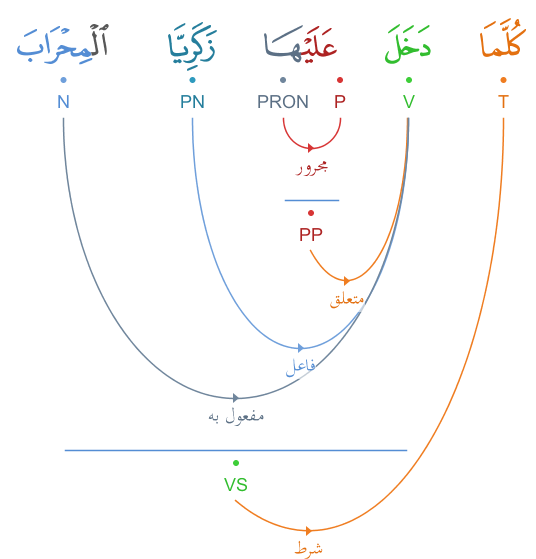 كُلَّمَا دَخَلَ عَلَيْهَا زَكَرِيَّا ٱلْمِحْرَابَ
N PN PRON P V T
مجرور
PP
متعلق
فاعل
مفعول به
VS
شرط